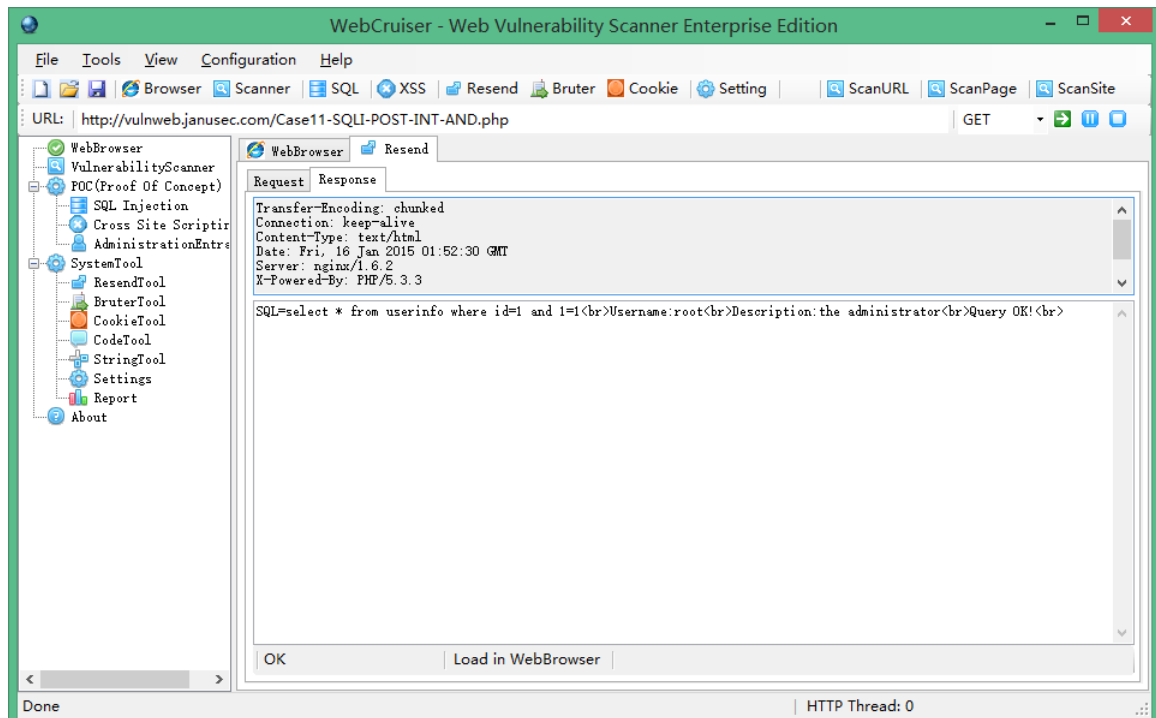 WebCruiser - Web Vulnerability Scanner Enterprise Edition
File Tools View Configuration Help
Browser Scanner SQL XSS Resend Bruter Cookie Setting ScanURL ScanPage ScanSite
URL: http://vulnweb.janusec.com/Case11-SQLI-POST-INT-AND.php GET
WebBrowser
VulnerabilityScanner
POC(Proof Of Concept)
SQL Injection
Cross Site Scriptir
AdministrationEntra
SystemTool
ResendTool
BruterTool
CookieTool
CodeTool
StringTool
Settings
Report
About
WebBrowser Resend
Request Response
Transfer-Encoding: chunked
Connection: keep-alive
Content-Type: text/html
Date: Fri, 16 Jan 2015 01:52:30 GMT
Server: nginx/1.6.2
X-Powered-By: PHP/5.3.3
SQL=select * from userinfo where id=1 and 1=1<br>Username:root<br>Description:the administrator<br>Query OK!<br>
OK Load in WebBrowser
Done HTTP Thread: 0